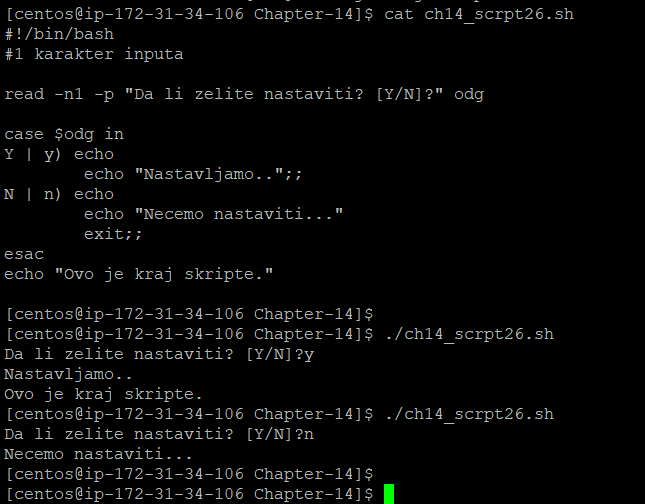 [centos@ip-172-31-34-106 Chapter-14]$ cat ch14_scrpt26.sh
#!/bin/bash
#1 karakter inputa
read -n1 -p "Da li zelite nastaviti? [Y/N]?" odg
case $odg in
Y | y) echo
        echo "Nastavljamo..";;
N | n) echo
        echo "Necemo nastaviti..."
        exit;;
esac
echo "Ovo je kraj skripte."
[centos@ip-172-31-34-106 Chapter-14]$
[centos@ip-172-31-34-106 Chapter-14]$ ./ch14_scrpt26.sh
Da li zelite nastaviti? [Y/N]?y
Nastavljamo..
Ovo je kraj skripte.
[centos@ip-172-31-34-106 Chapter-14]$ ./ch14_scrpt26.sh
Da li zelite nastaviti? [Y/N]?n
Necemo nastaviti...
[centos@ip-172-31-34-106 Chapter-14]$
[centos@ip-172-31-34-106 Chapter-14]$